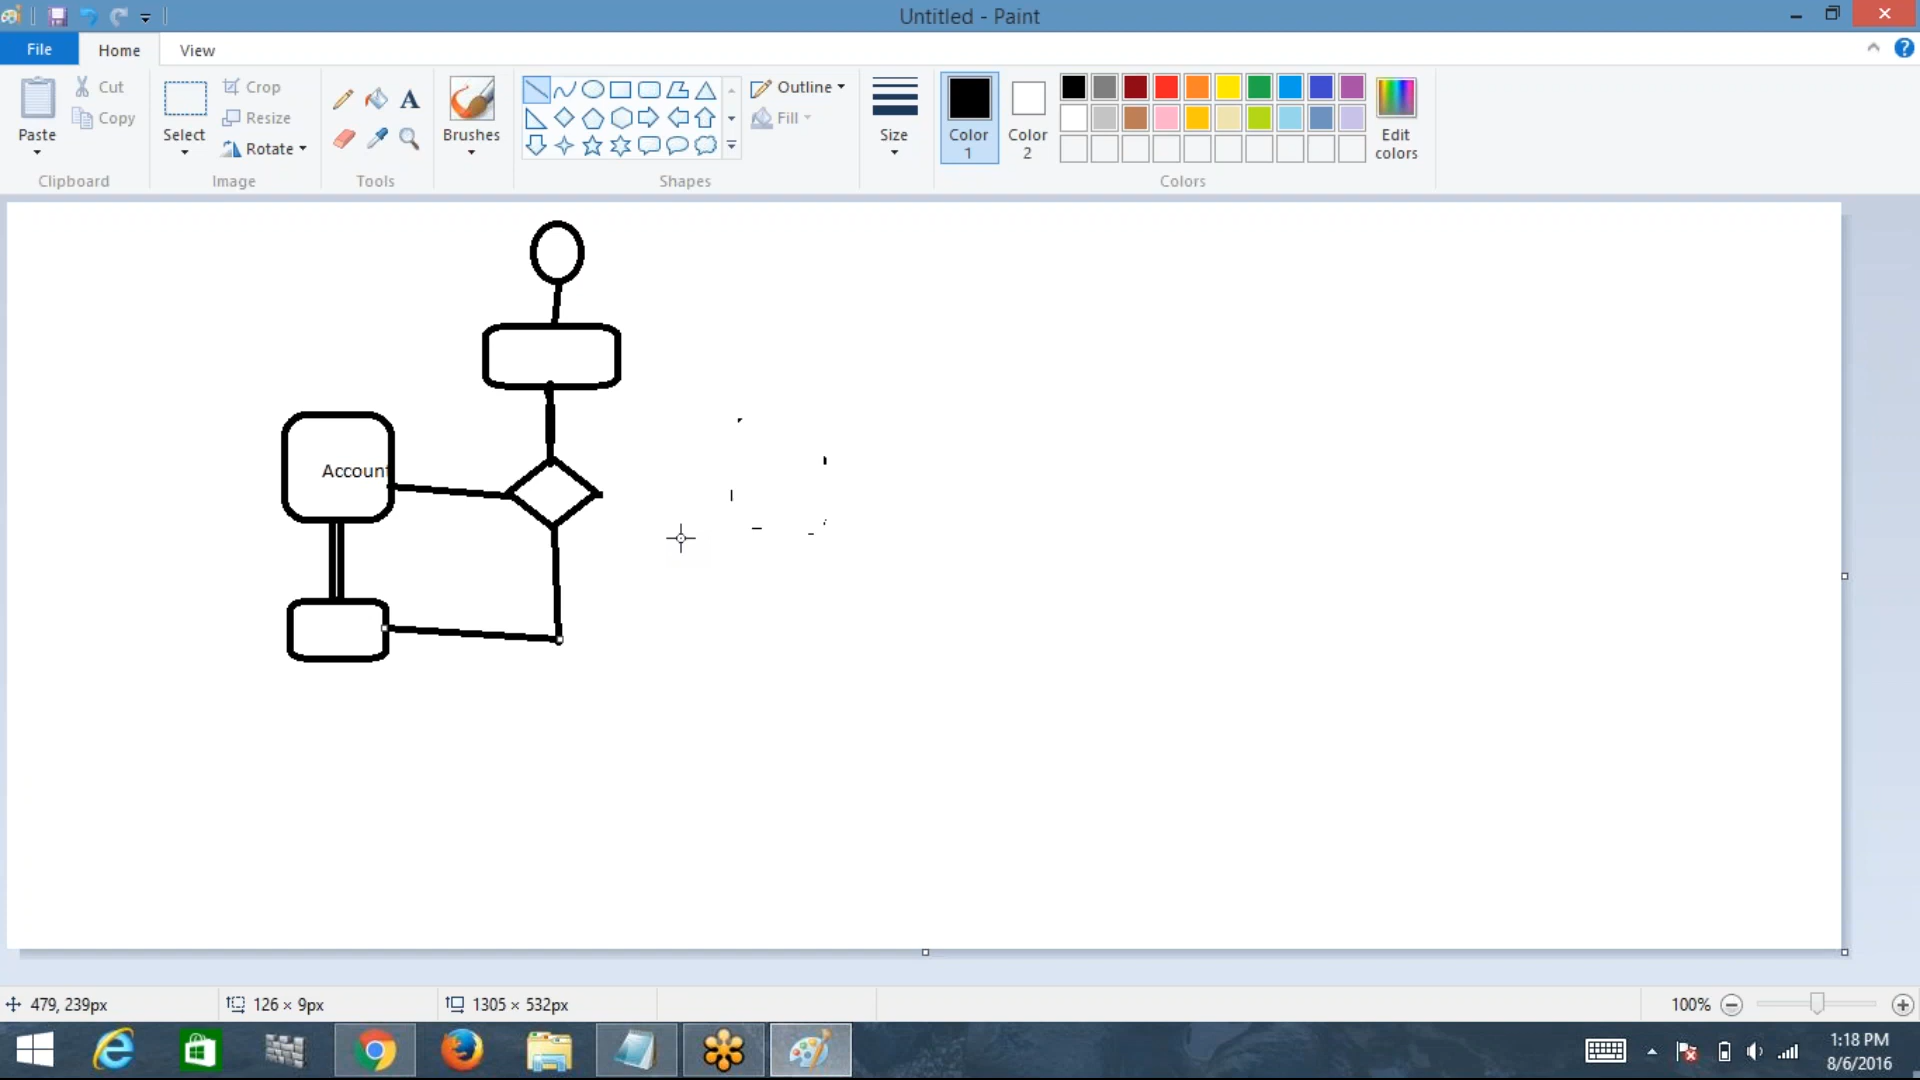 Untitled - Paint
File
Home
View
Paste
Cut
Copy
Clipboard
Select
Crop
Resize
Rotate
Image
A
Tools
Brushes
Outline
Fill
Shapes
Size
Color
1
Color
2
Edit
colors
Colors
Account
479, 239px
126 × 9px
1305 × 532px
100%
1:18 PM
8/6/2016